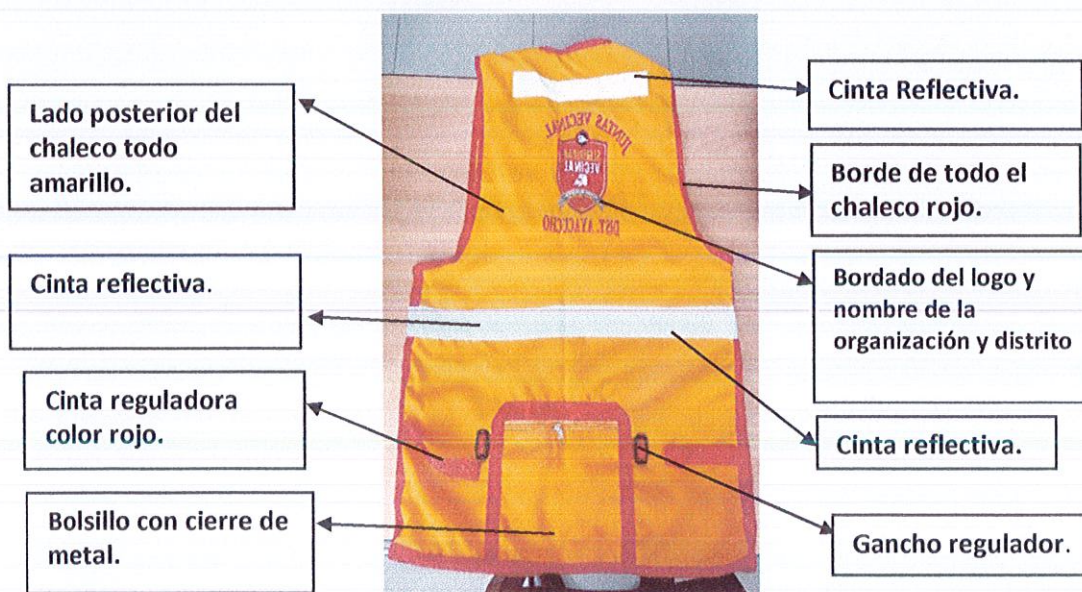 Lado posterior del
chaleco todo
amarillo.
Cinta reflectiva.
Cinta reguladora
color rojo.
Bolsillo con cierre de
metal.
JUNTAS VECINAL
VECINAL
DIST. AYACUCHO
Cinta Reflectiva.
Borde de todo el
chaleco rojo.
Bordado del logo y
nombre de la
organización y distrito
Cinta reflectiva.
Gancho regulador.